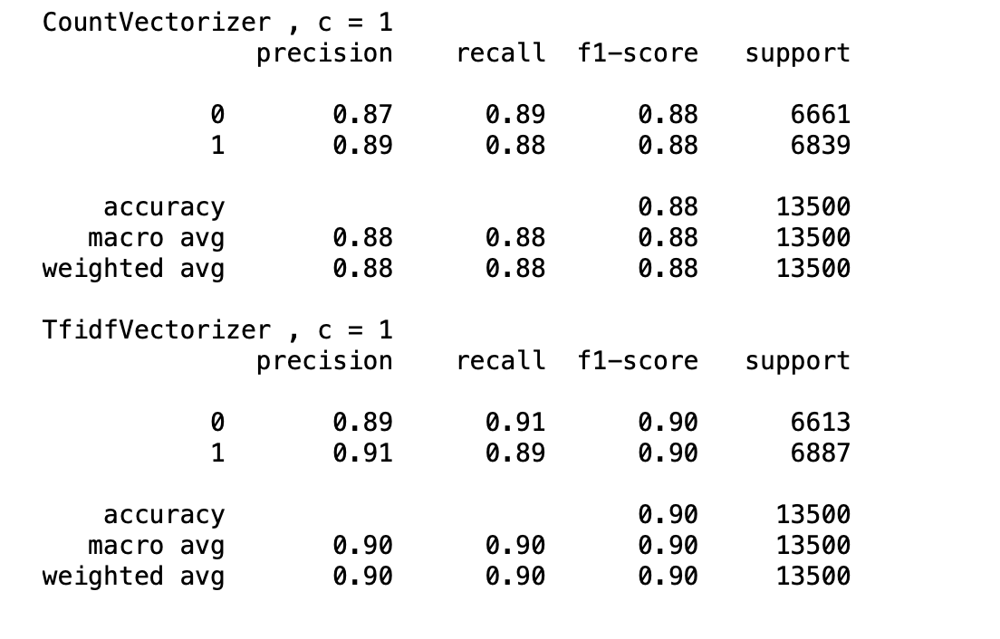 CountVectorizer , c = 1
precision recall f1-score support
0 0.87 0.89 0.88 6661
1 0.89 0.88 0.88 6839
accuracy 0.88 13500
macro avg 0.88 0.88 0.88 13500
weighted avg 0.88 0.88 0.88 13500
TfidfVectorizer , c = 1
precision recall f1-score support
0 0.89 0.91 0.90 6613
1 0.91 0.89 0.90 6887
accuracy 0.90 13500
macro avg 0.90 0.90 0.90 13500
weighted avg 0.90 0.90 0.90 13500